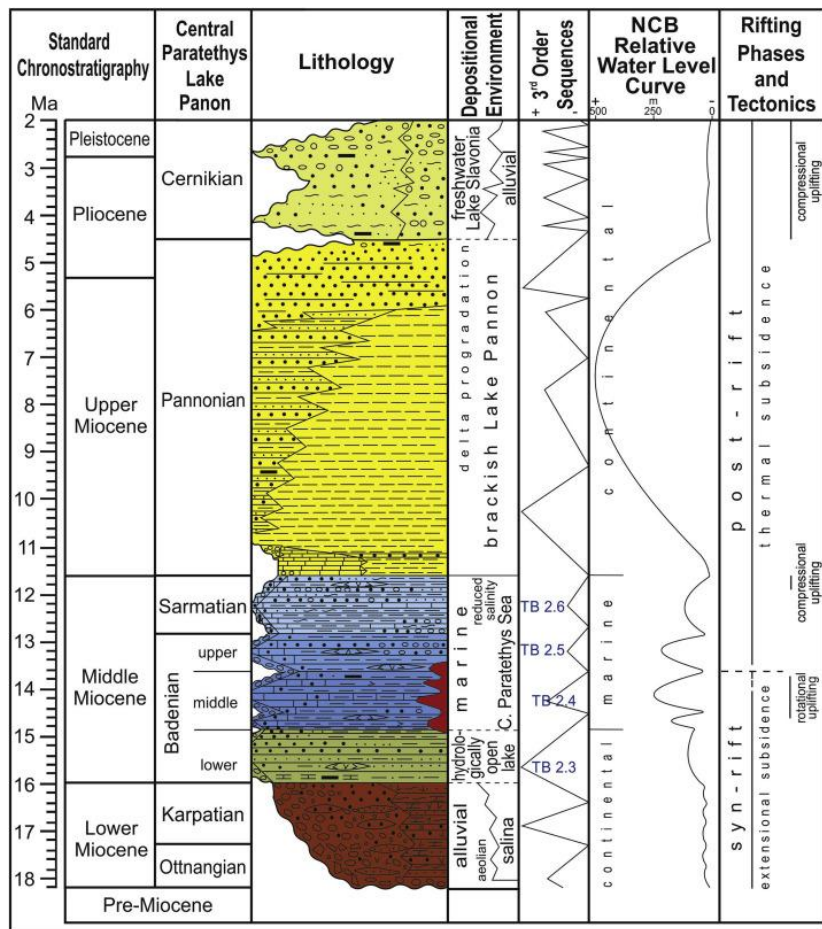 Standard
Chronostratigraphy
Ma
Central
Paratethys
Lake
Panon
Lithology
Depositional
Environment
+ 3rd Order -
Sequences
NCB
Relative
Water Level
Curve
+ m -
500 250 0
Rifting
Phases
and
Tectonics
2
3
4
5
6
7
8
9
10
11
12
13
14
15
16
17
18
Pleistocene
Pliocene
Upper
Miocene
Middle
Miocene
Lower
Miocene
Pre-Miocene
Cernikian
Pannonian
Sarmatian
Badenian
upper
middle
lower
Karpatian
Ottnangian
freshwater
Lake Slavonia
alluvial
delta progradation
brackish Lake Pannon
marine
reduced
salinity
C. Paratethys Sea
hydrolo-
gically
open
lake
alluvial
aeolian
salina
TB 2.6
TB 2.5
TB 2.4
TB 2.3
continental
marine
continental
post-rift
thermal subsidence
syn-rift
extensional subsidence
compressional
uplifting
compressional
uplifting
rotational
uplifting